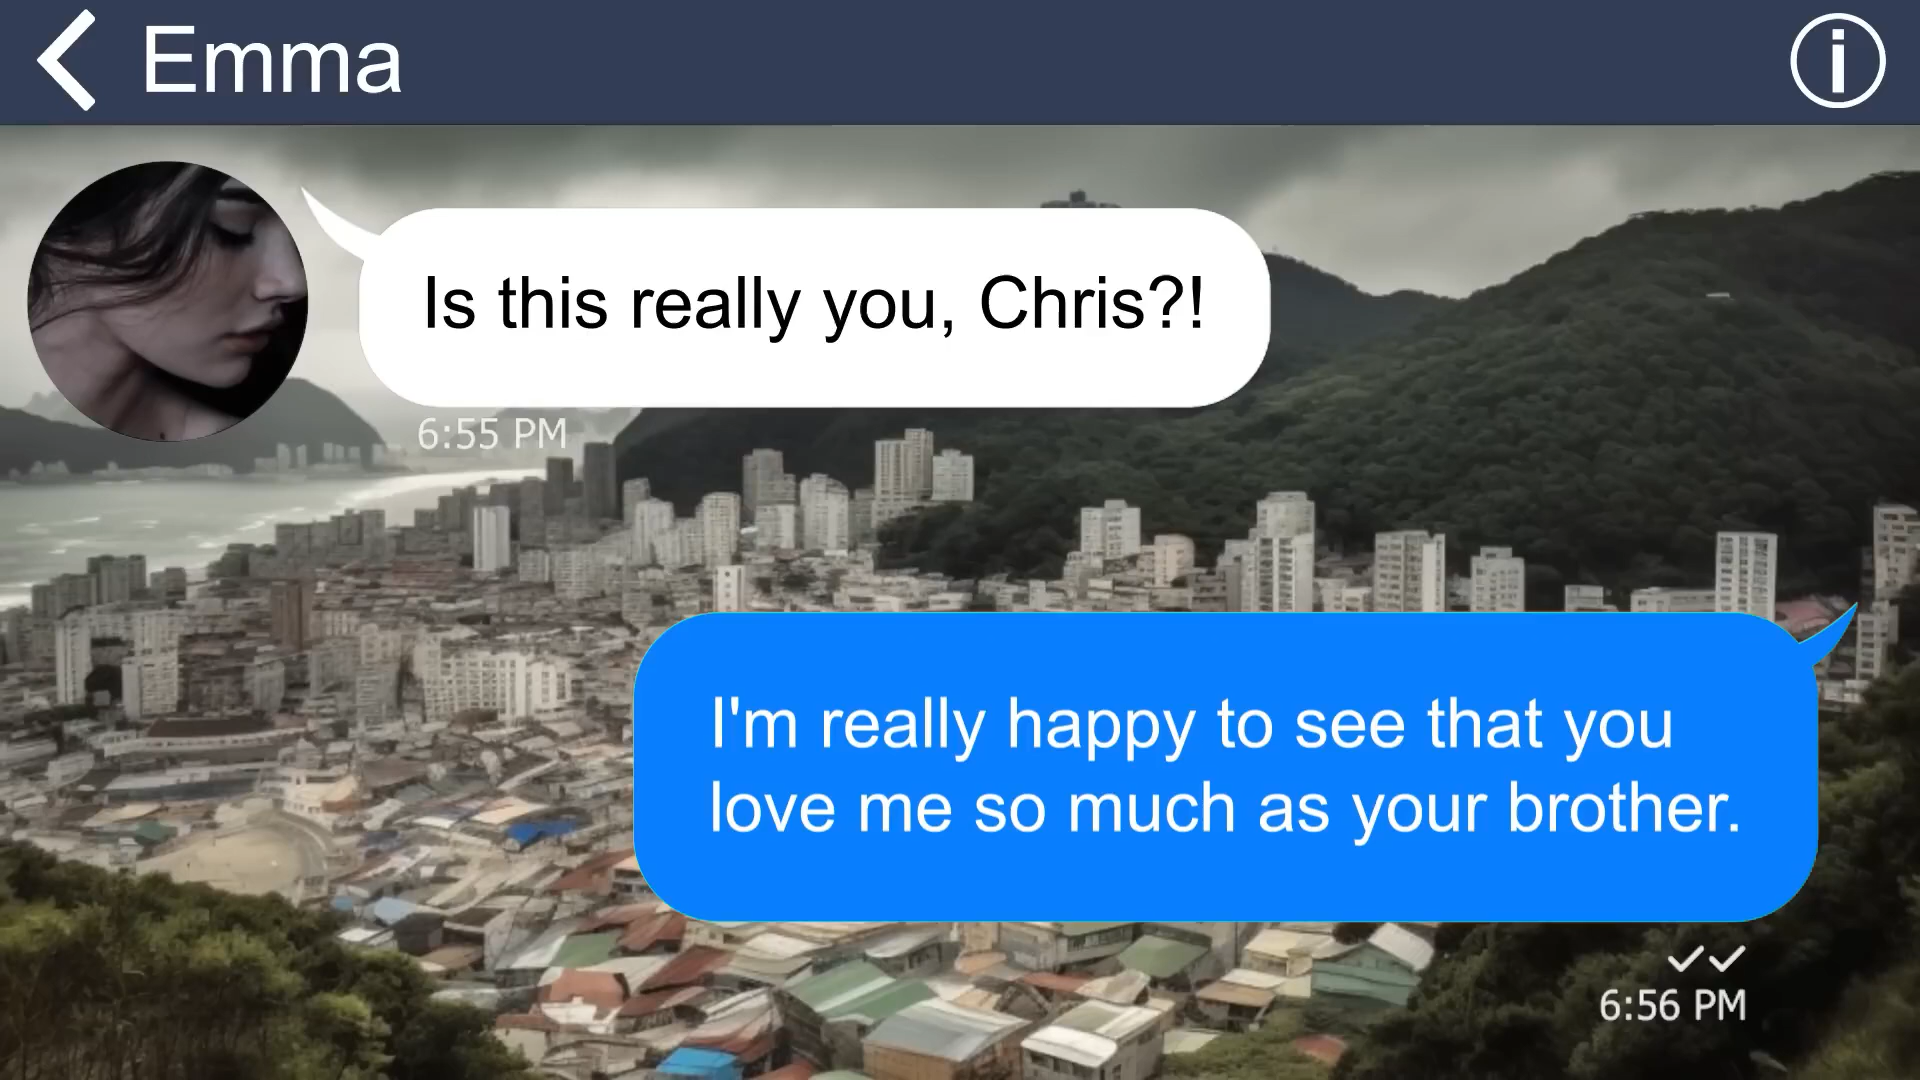 Emma
Is this really you, Chris?!
6:55 PM
I'm really happy to see that you
love me so much as your brother.
6:56 PM